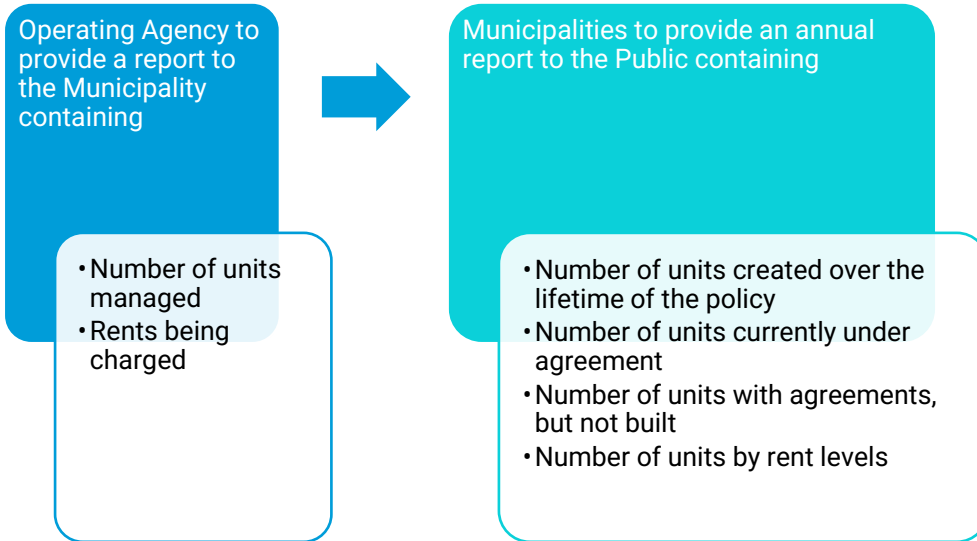 Operating Agency to
provide a report to
the Municipality
containing
•Number of units
managed
•Rents being
charged
Municipalities to provide an annual
report to the Public containing
•Number of units created over the
lifetime of the policy
•Number of units currently under
agreement
•Number of units with agreements,
but not built
•Number of units by rent levels